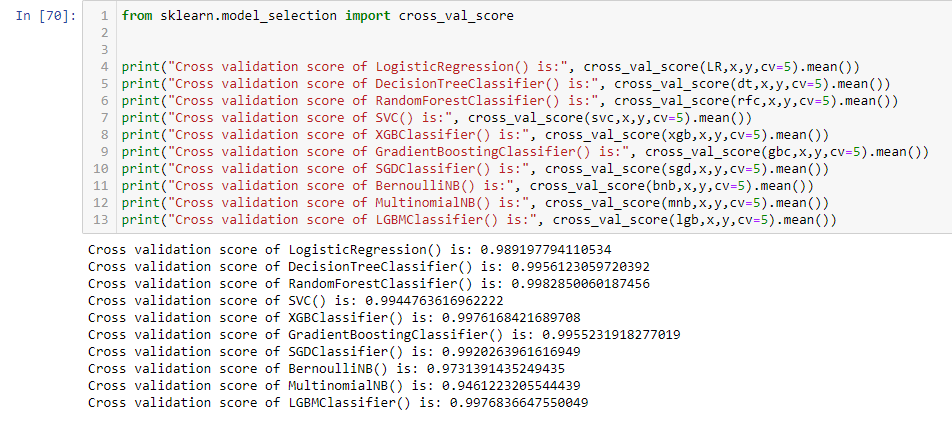 In [70]:
1 from sklearn.model_selection import cross_val_score
2
3
4 print("Cross validation score of LogisticRegression() is:", cross_val_score(LR,x,y,cv=5).mean())
5 print("Cross validation score of DecisionTreeClassifier() is:", cross_val_score(dt,x,y,cv=5).mean())
6 print("Cross validation score of RandomForestClassifier() is:", cross_val_score(rfc,x,y,cv=5).mean())
7 print("Cross validation score of SVC() is:", cross_val_score(svc,x,y,cv=5).mean())
8 print("Cross validation score of XGBClassifier() is:", cross_val_score(xgb,x,y,cv=5).mean())
9 print("Cross validation score of GradientBoostingClassifier() is:", cross_val_score(gbc,x,y,cv=5).mean())
10 print("Cross validation score of SGDClassifier() is:", cross_val_score(sgd,x,y,cv=5).mean())
11 print("Cross validation score of BernoulliNB() is:", cross_val_score(bnb,x,y,cv=5).mean())
12 print("Cross validation score of MultinomialNB() is:", cross_val_score(mnb,x,y,cv=5).mean())
13 print("Cross validation score of LGBMClassifier() is:", cross_val_score(lgb,x,y,cv=5).mean())
Cross validation score of LogisticRegression() is: 0.989197794110534
Cross validation score of DecisionTreeClassifier() is: 0.9956123059720392
Cross validation score of RandomForestClassifier() is: 0.9982850060187456
Cross validation score of SVC() is: 0.9944763616962222
Cross validation score of XGBClassifier() is: 0.9976168421689708
Cross validation score of GradientBoostingClassifier() is: 0.9955231918277019
Cross validation score of SGDClassifier() is: 0.9920263961616949
Cross validation score of BernoulliNB() is: 0.9731391435249435
Cross validation score of MultinomialNB() is: 0.9461223205544439
Cross validation score of LGBMClassifier() is: 0.9976836647550049